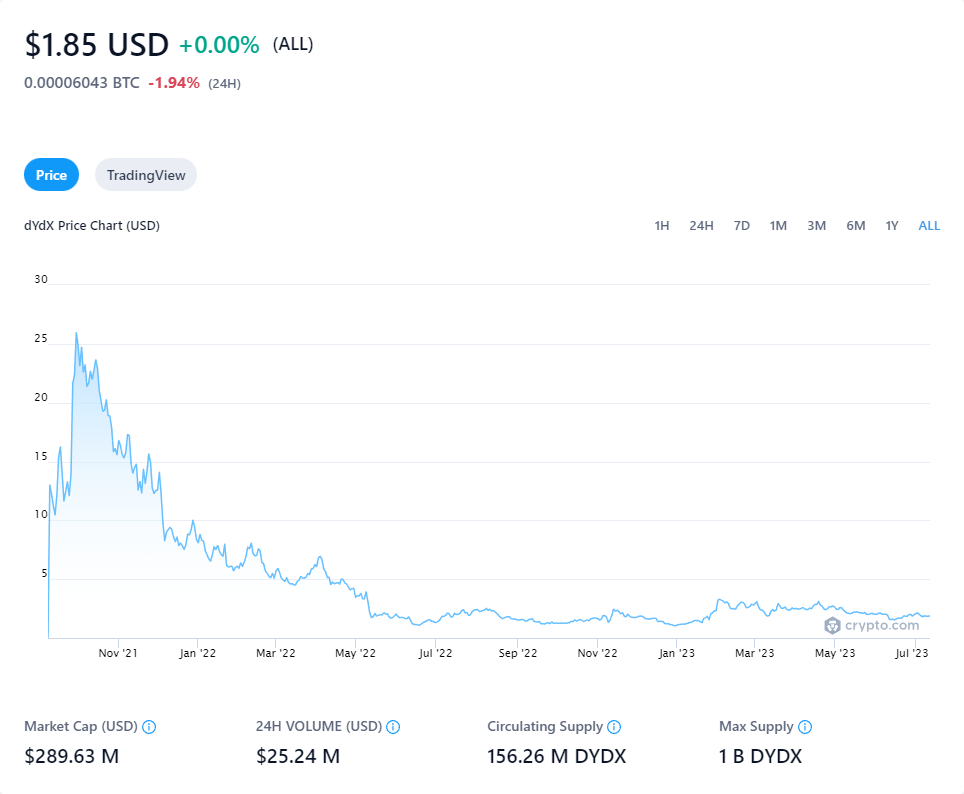 $1.85 USD +0.00% (ALL)
0.00006043 BTC -1.94% (24H)
Price TradingView
dYdX Price Chart (USD) 1H 24H 7D 1M 3M 6M 1Y ALL
30
25
20
15
10
5
crypto.com
Nov '21 Jan '22 Mar '22 May '22 Jul '22 Sep '22 Nov '22 Jan '23 Mar '23 May '23 Jul '23
Market Cap (USD) 24H VOLUME (USD) Circulating Supply Max Supply
$289.63 M $25.24 M 156.26 M DYDX 1 B DYDX